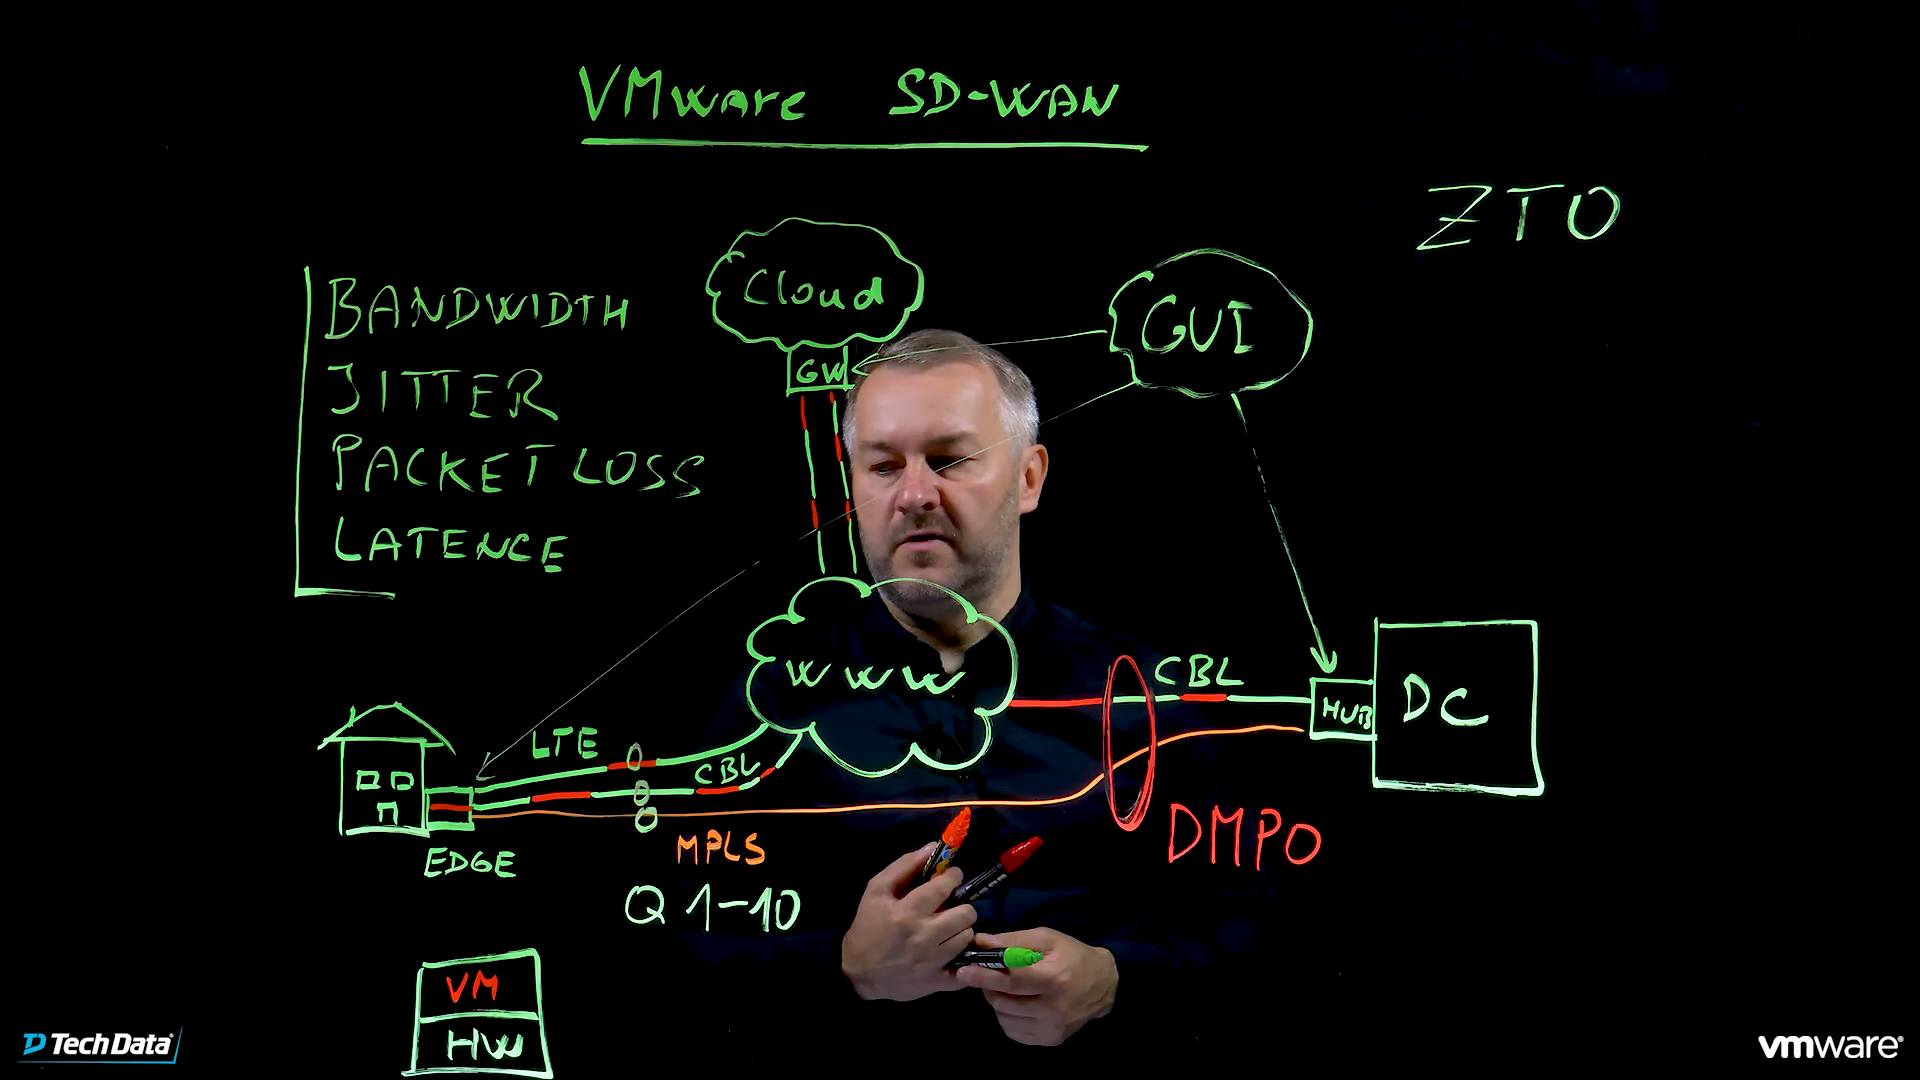 VMware SD-WAN
ZTO
Cloud
GUI
GW
BANDWIDTH
JITTER
PACKET LOSS
LATENCE
WWW
CBL
HUB
DC
LTE
CBL
EDGE
MPLS
DMPO
Q 1-10
VM
HW
TD Tech Data
vmware®